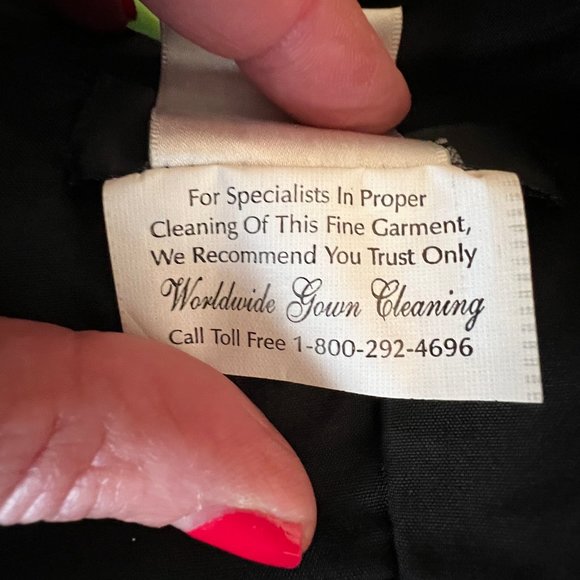 For Specialists In Proper
Cleaning Of This Fine Garment,
We Recommend You Trust Only
Worldwide Gown Cleaning
Call Toll Free 1-800-292-4696